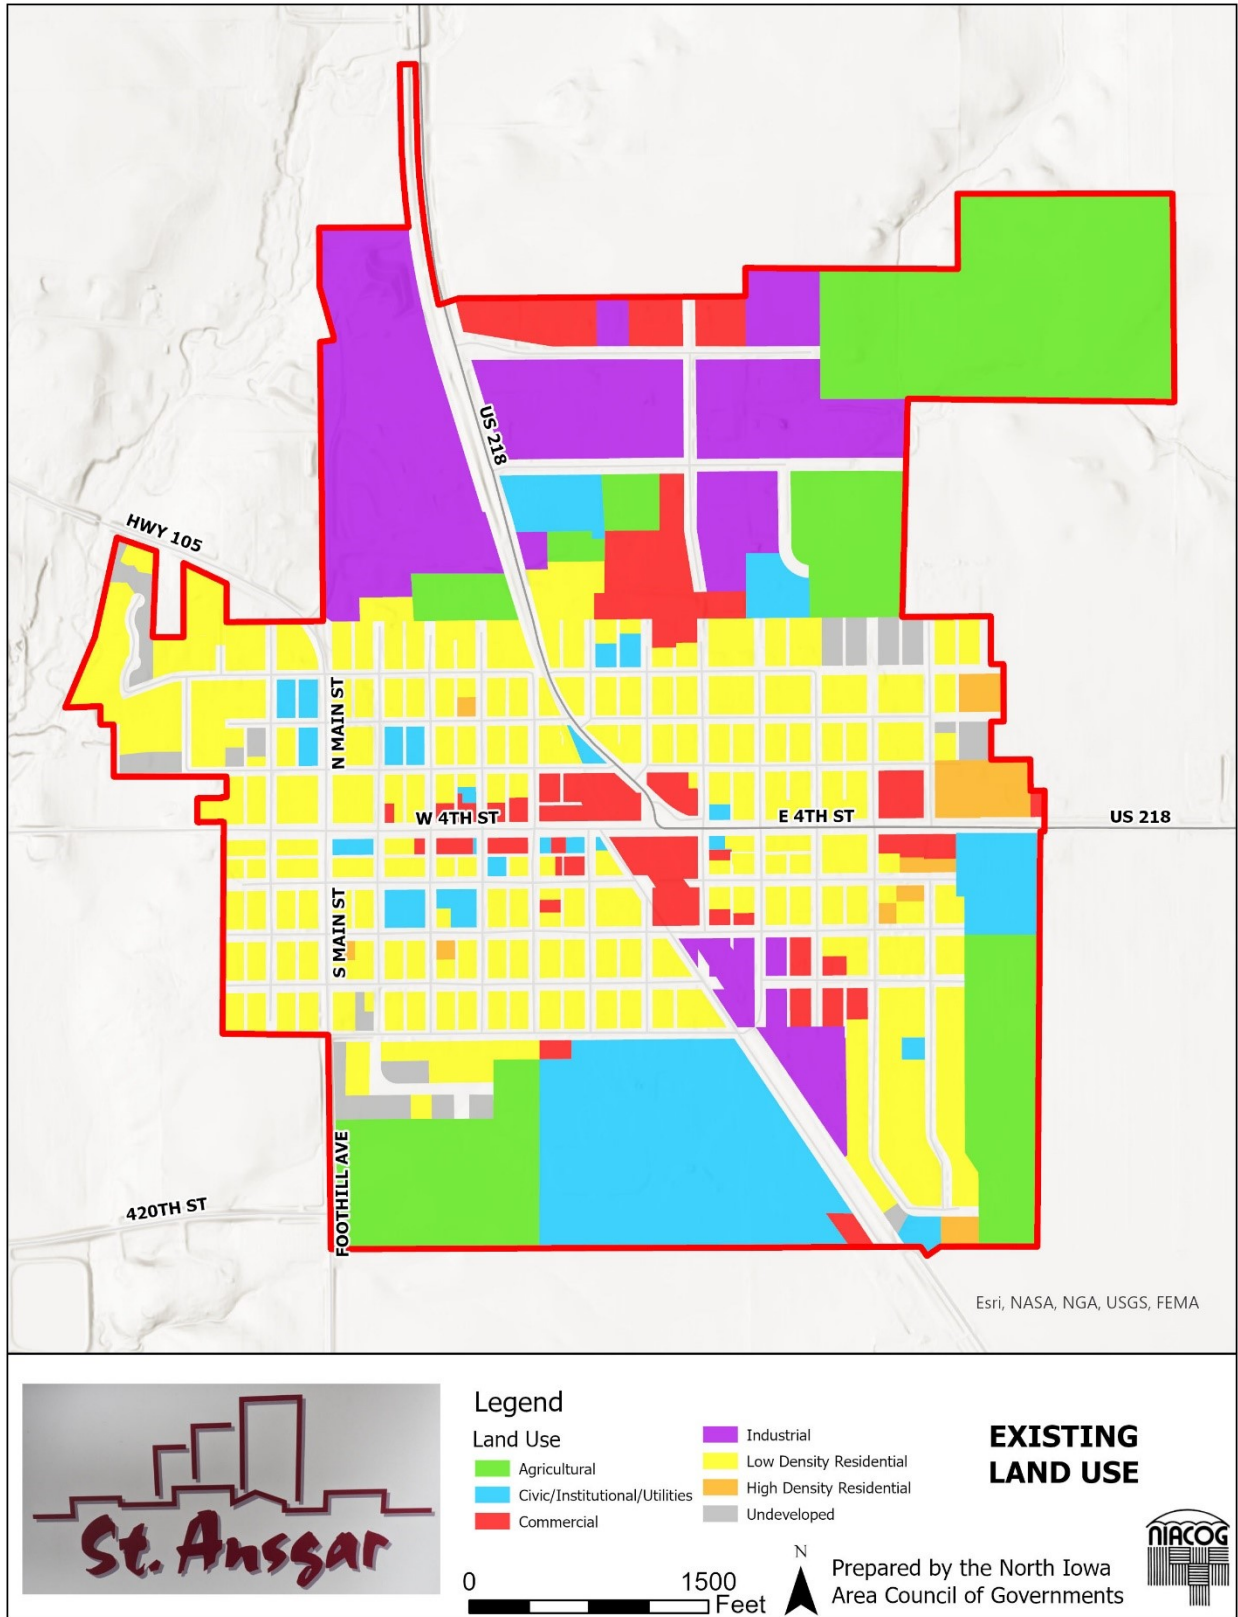 HWY 105
US 218
N MAIN ST
W 4TH ST
E 4TH ST
US 218
S MAIN ST
FOOTHILL AVE
420TH ST
Esri, NASA, NGA, USGS, FEMA
St. Ansgar
Legend
Land Use
Agricultural
Civic/Institutional/Utilities
Commercial
Industrial
Low Density Residential
High Density Residential
Undeveloped
EXISTING
LAND USE
0 1500
Feet
N
Prepared by the North Iowa
Area Council of Governments
NIACOG